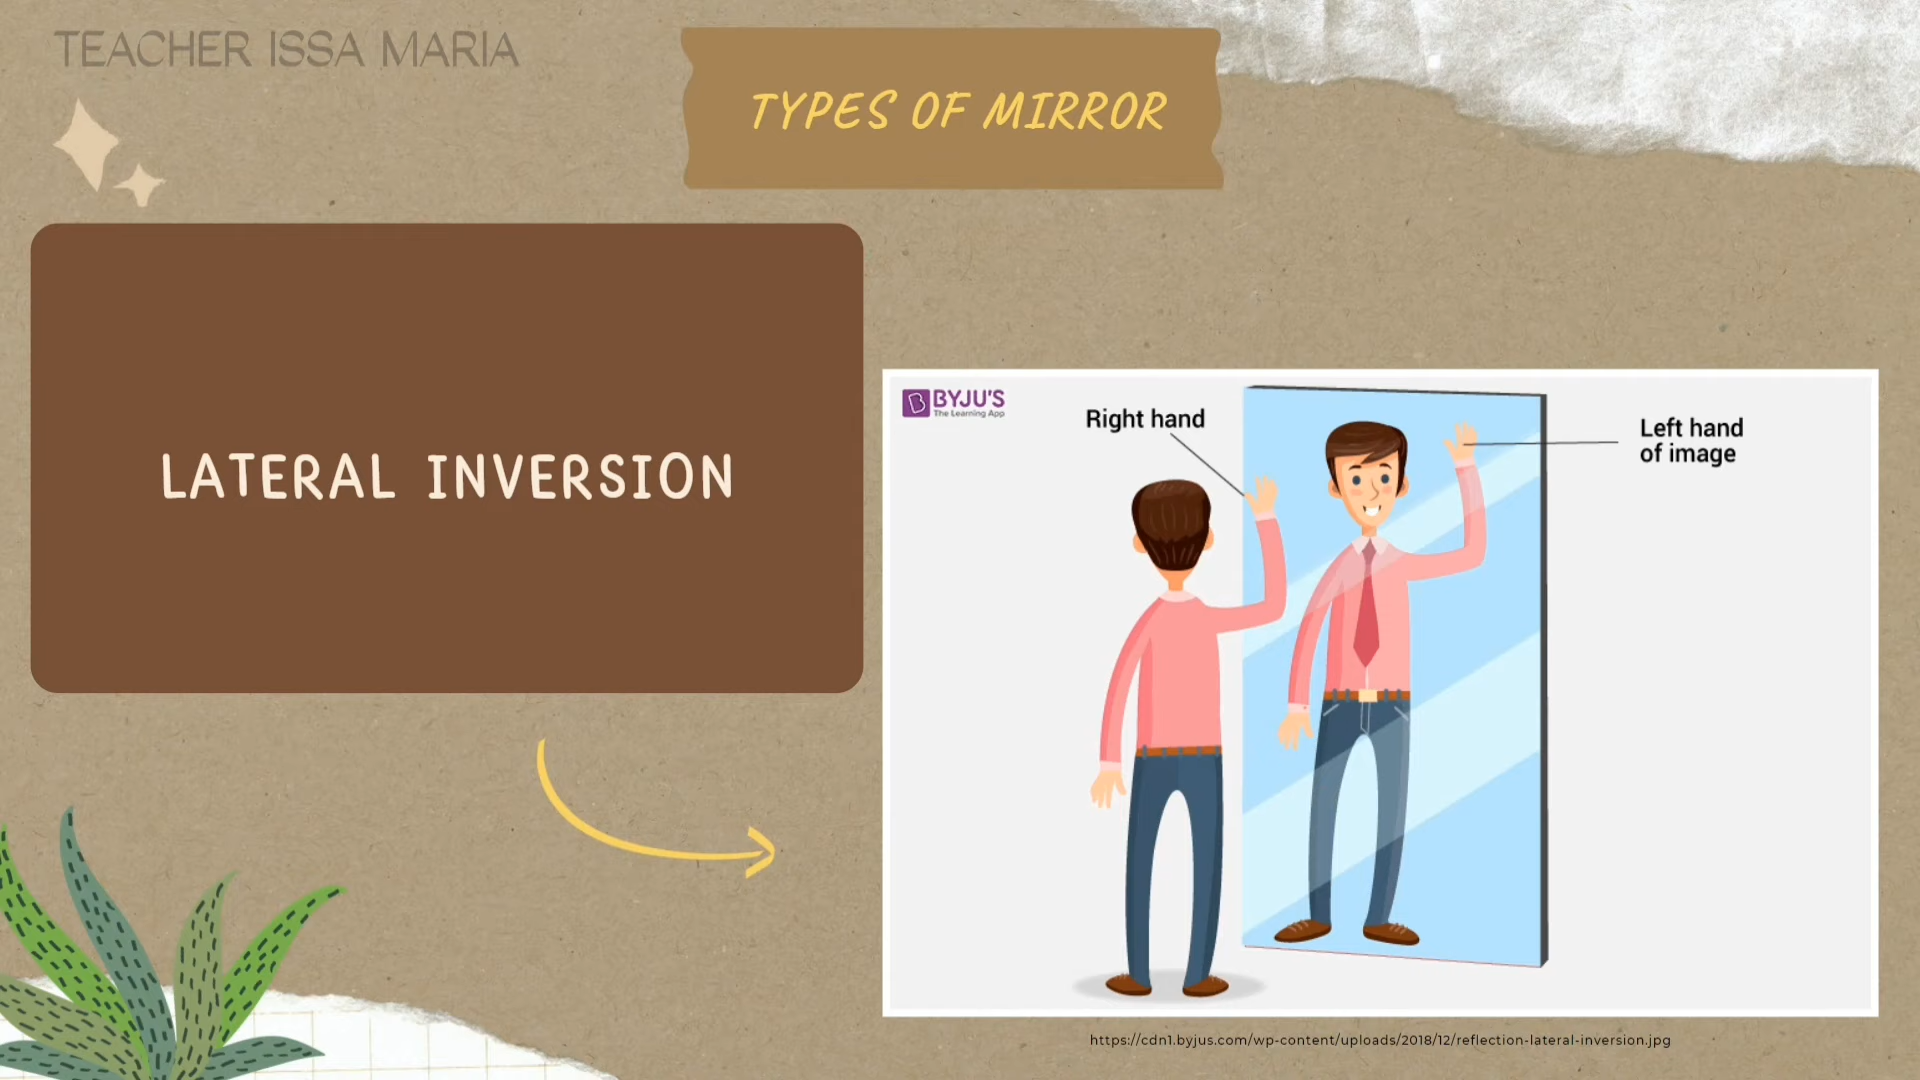 TEACHER ISSA MARIA
TYPES OF MIRROR
LATERAL INVERSION
BYJU'S
The Learning App
Right hand
Left hand
of image
https://cdn1.byjus.com/wp-content/uploads/2018/12/reflection-lateral-inversion.jpg